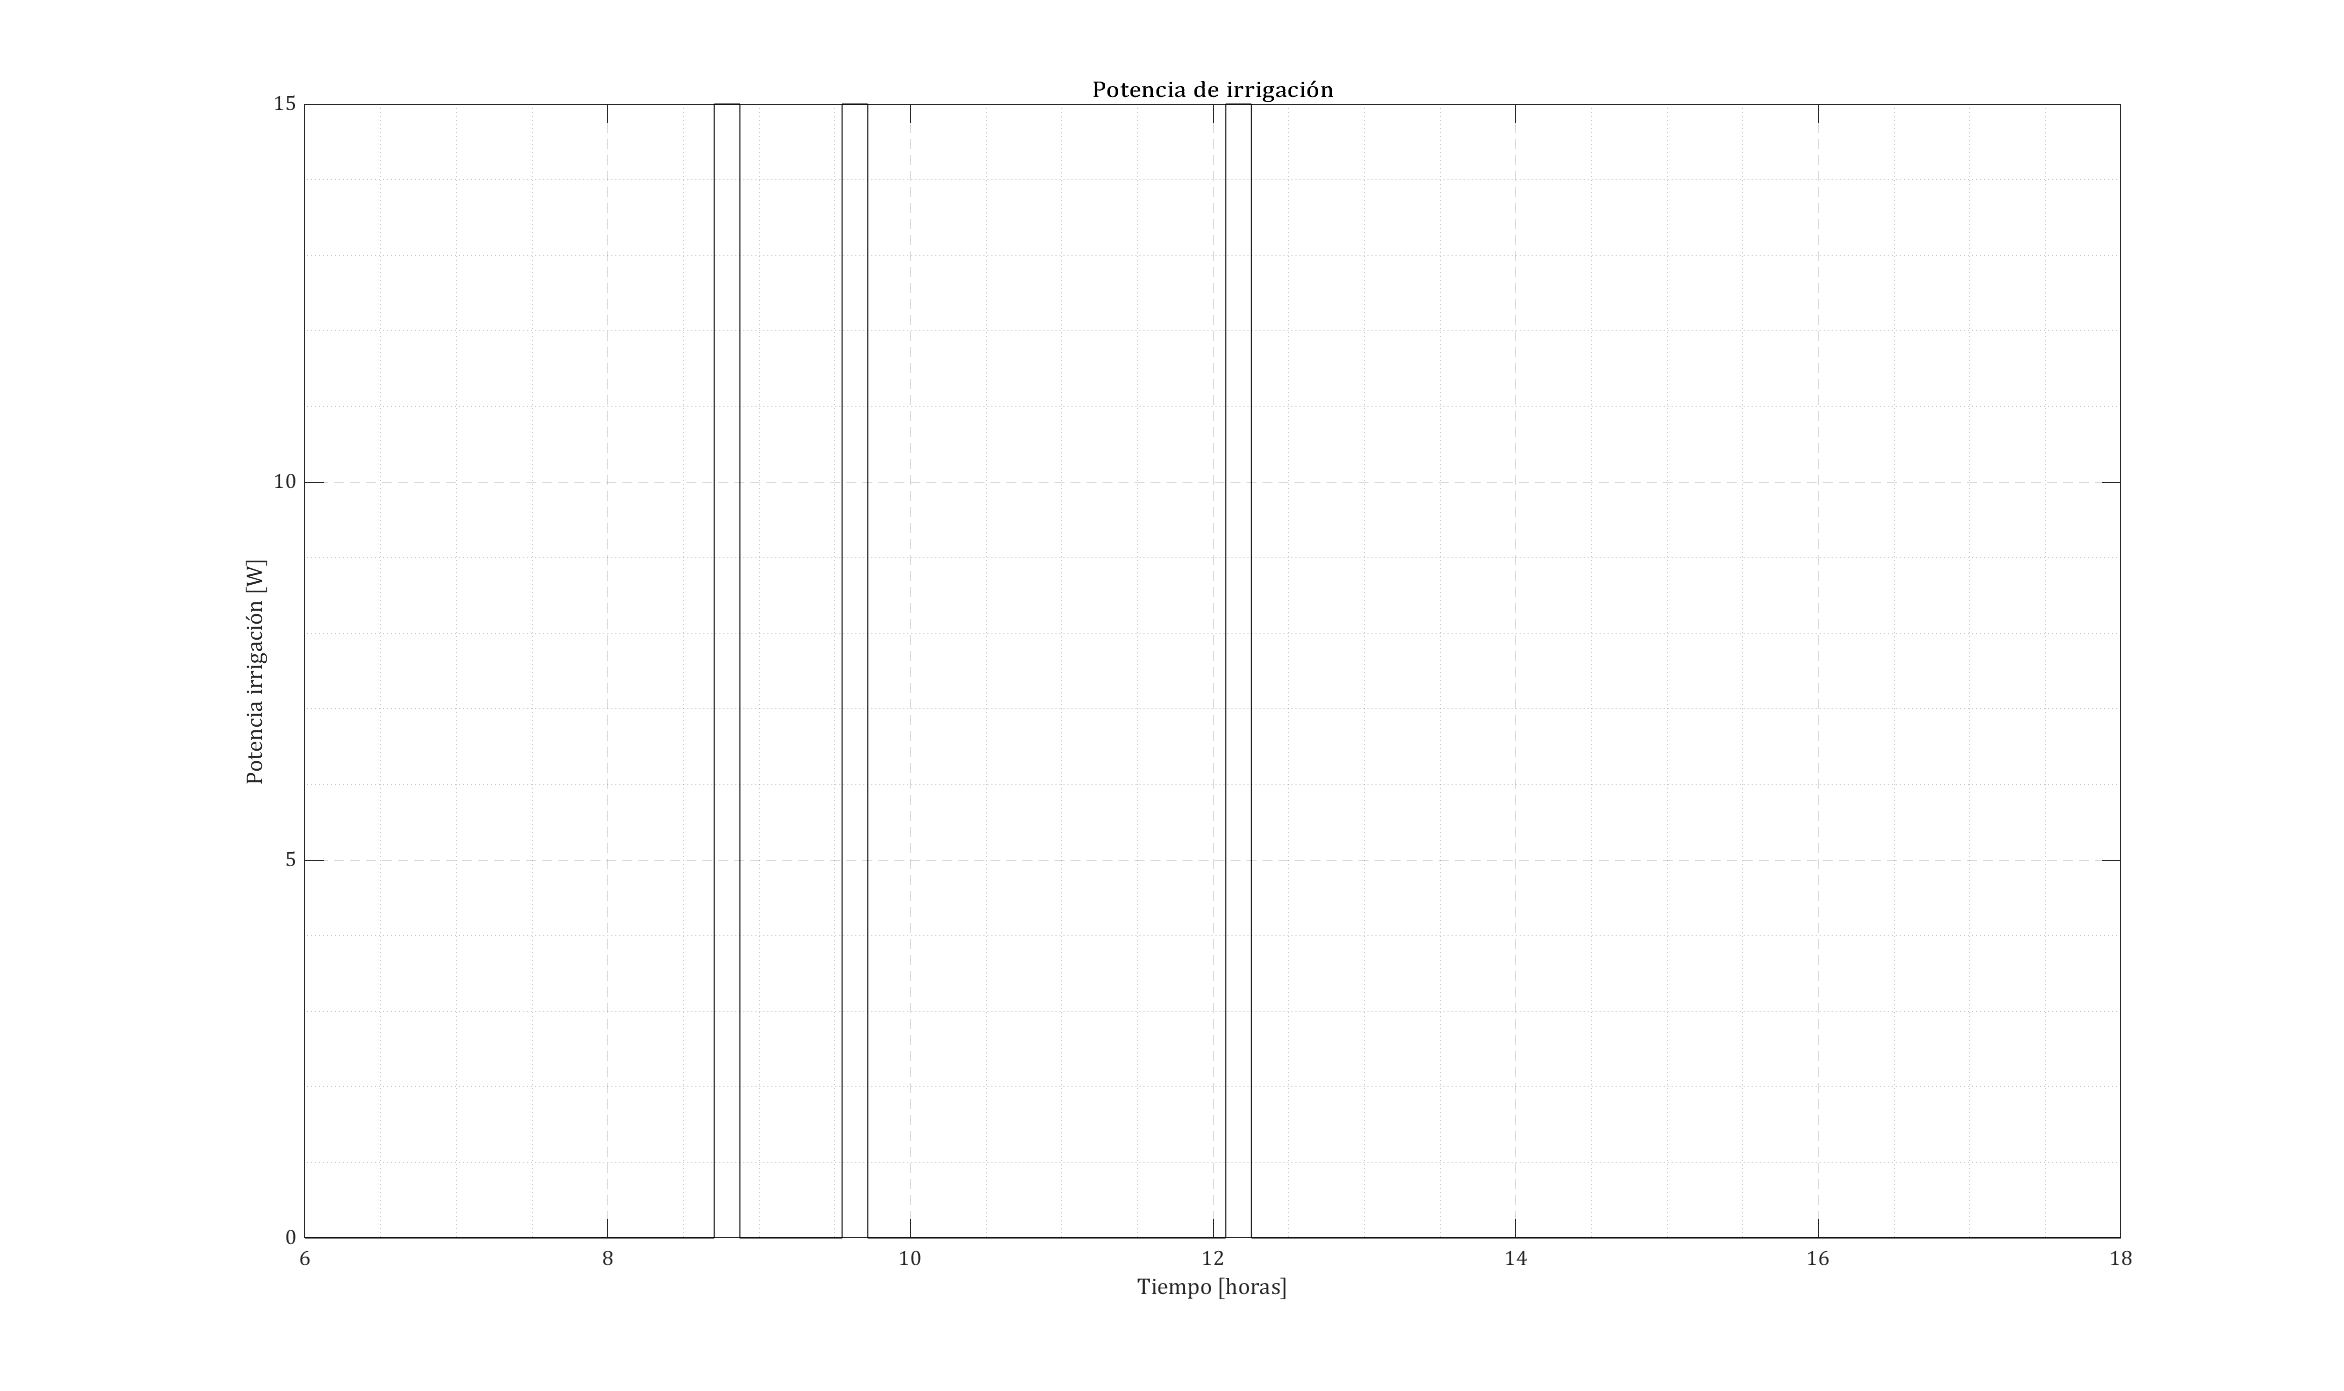 Potencia de irrigación
15
10
5
0
Potencia irrigación [W]
6 8 10 12 14 16 18
Tiempo [horas]